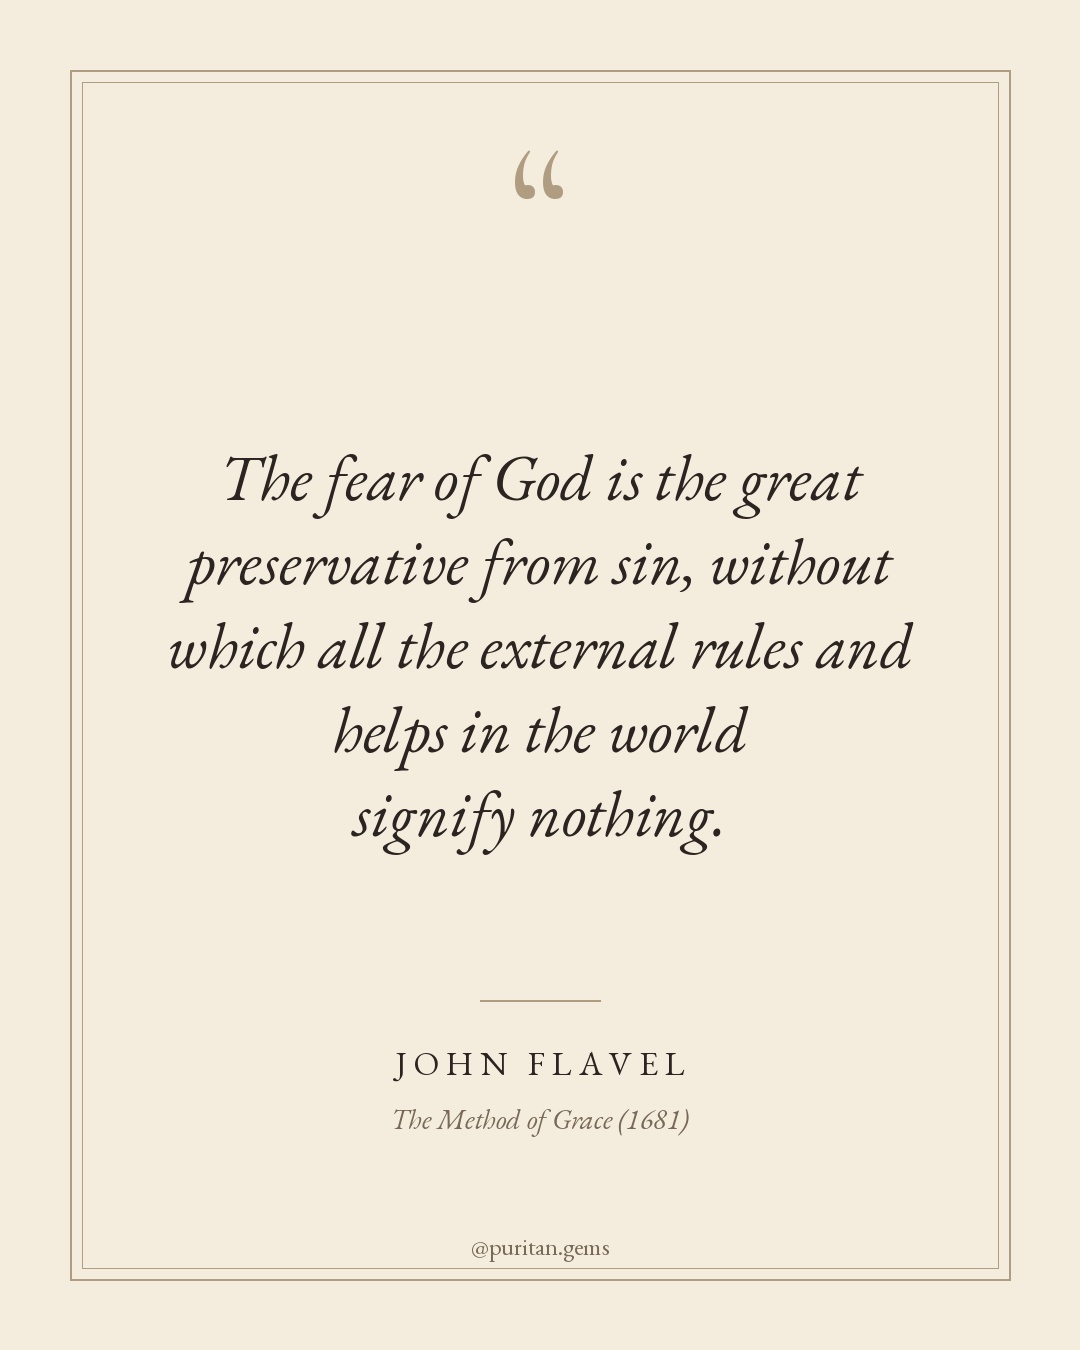 “
The fear of God is the great
preservative from sin, without
which all the external rules and
helps in the world
signify nothing.
JOHN FLAVEL
The Method of Grace (1681)
@puritan.gems